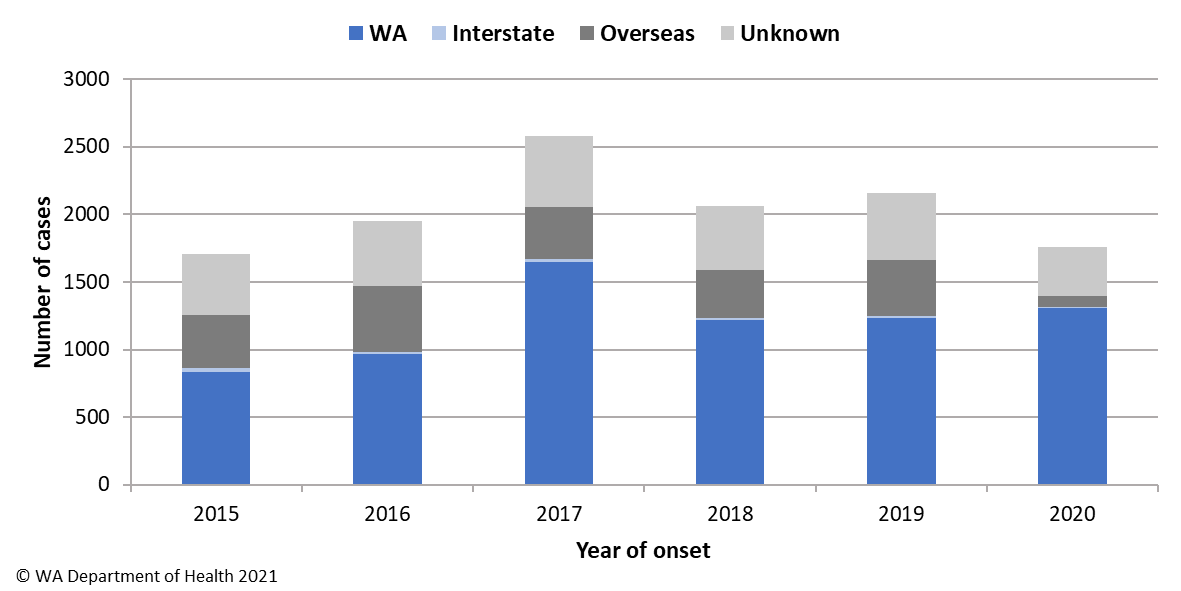 WA Interstate Overseas Unknown
3000
2500
2000
1500
1000
500
0
Number of cases
2015 2016 2017 2018 2019 2020
Year of onset
© WA Department of Health 2021